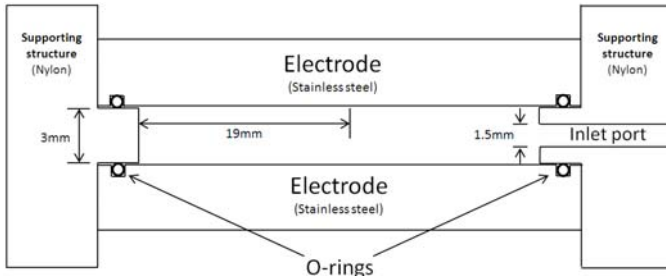 Supporting
structure
(Nylon)
Supporting
structure
(Nylon)
Electrode
(Stainless steel)
3mm
19mm
1.5mm
Inlet port
Electrode
(Stainless steel)
O-rings